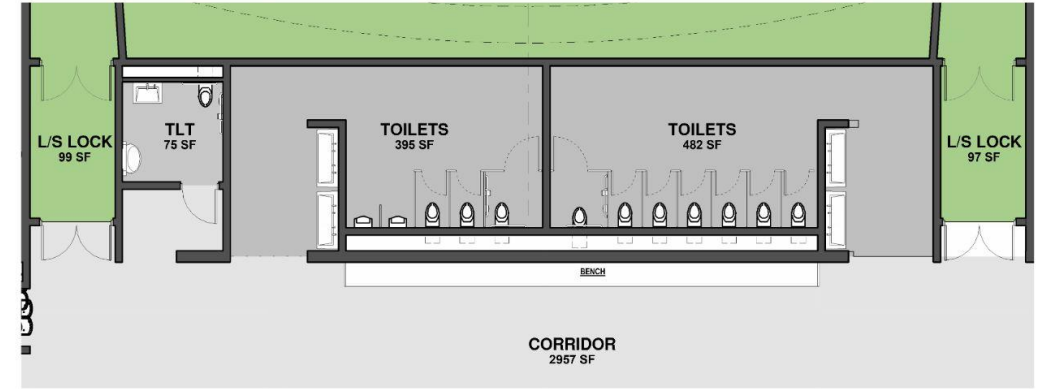 L/S LOCK
99 SF
TLT
75 SF
TOILETS
395 SF
TOILETS
482 SF
L/S LOCK
97 SF
BENCH
CORRIDOR
2957 SF